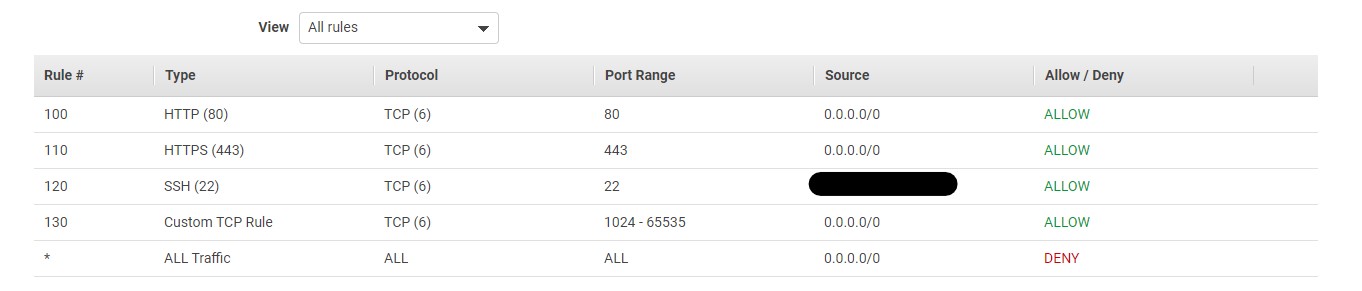 View All rules
Rule # Type Protocol Port Range Source Allow / Deny
100 HTTP (80) TCP (6) 80 0.0.0.0/0 ALLOW
110 HTTPS (443) TCP (6) 443 0.0.0.0/0 ALLOW
120 SSH (22) TCP (6) 22 ALLOW
130 Custom TCP Rule TCP (6) 1024 - 65535 0.0.0.0/0 ALLOW
* ALL Traffic ALL ALL 0.0.0.0/0 DENY